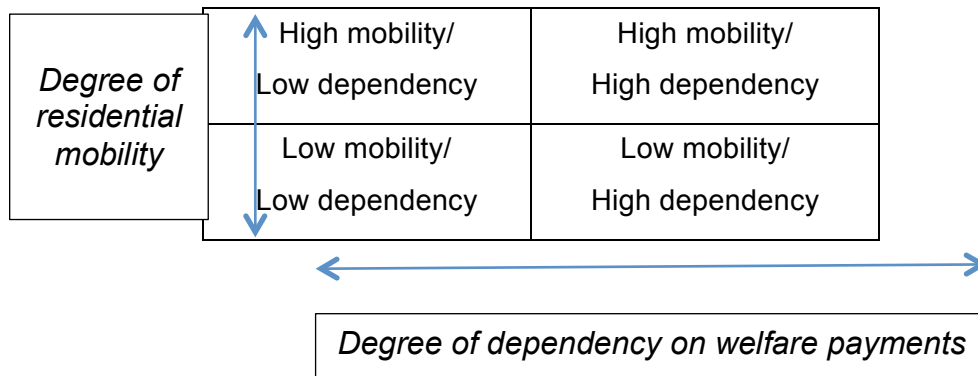 Degree of
residential
mobility
High mobility/
Low dependency
High mobility/
High dependency
Low mobility/
Low dependency
Low mobility/
High dependency
Degree of dependency on welfare payments